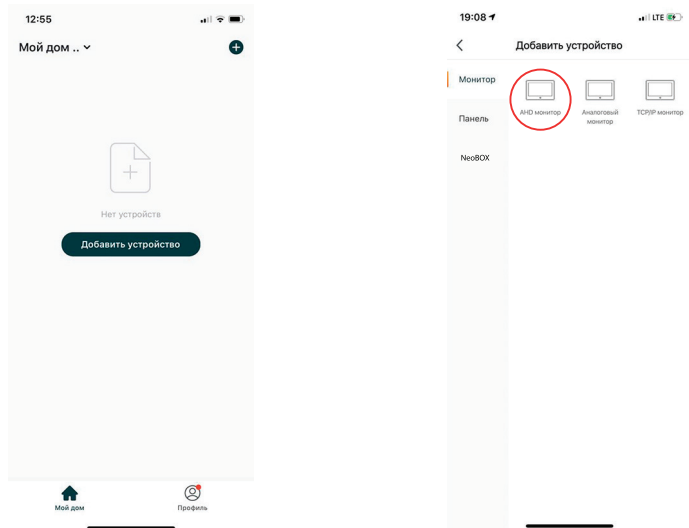 12:55
Мой дом ..
Нет устройств
Добавить устройство
Мой дом
Профиль
19:08
LTE
Добавить устройство
Монитор
Панель
NeoBOX
AHD монитор
Аналоговый
монитор
TCP/IP монитор